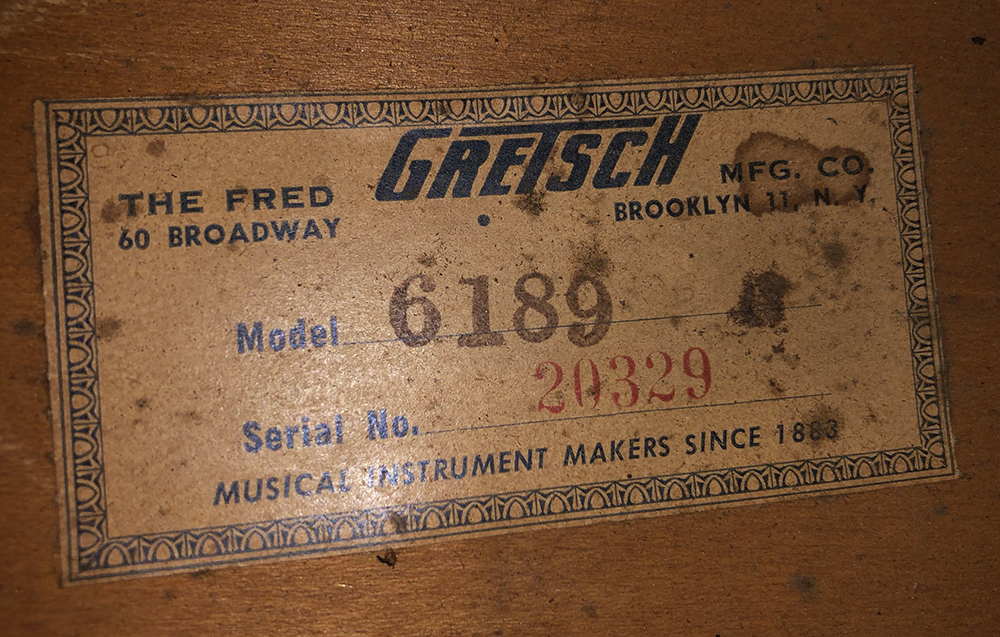 GRETSCH
THE FRED MFG. CO.
60 BROADWAY BROOKLYN 11, N. Y.
Model 6189
20329
Serial No.
MUSICAL INSTRUMENT MAKERS SINCE 1883